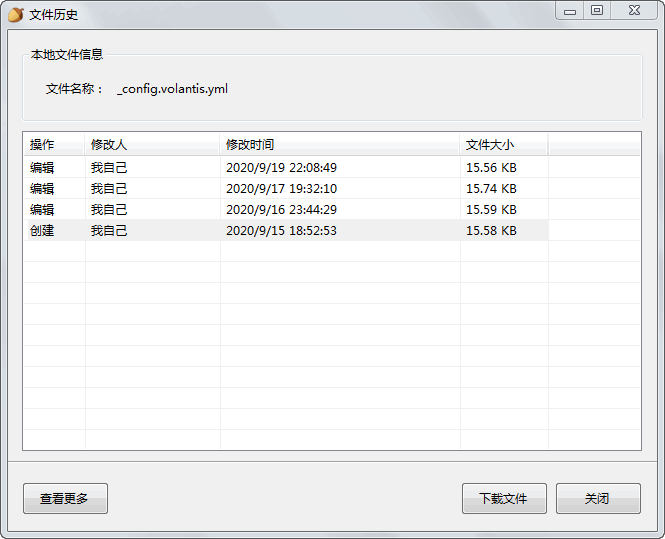 文件历史
本地文件信息
文件名称： _config.volantis.yml
操作 修改人 修改时间 文件大小
编辑 我自己 2020/9/19 22:08:49 15.56 KB
编辑 我自己 2020/9/17 19:32:10 15.74 KB
编辑 我自己 2020/9/16 23:44:29 15.59 KB
创建 我自己 2020/9/15 18:52:53 15.58 KB
查看更多 下载文件 关闭